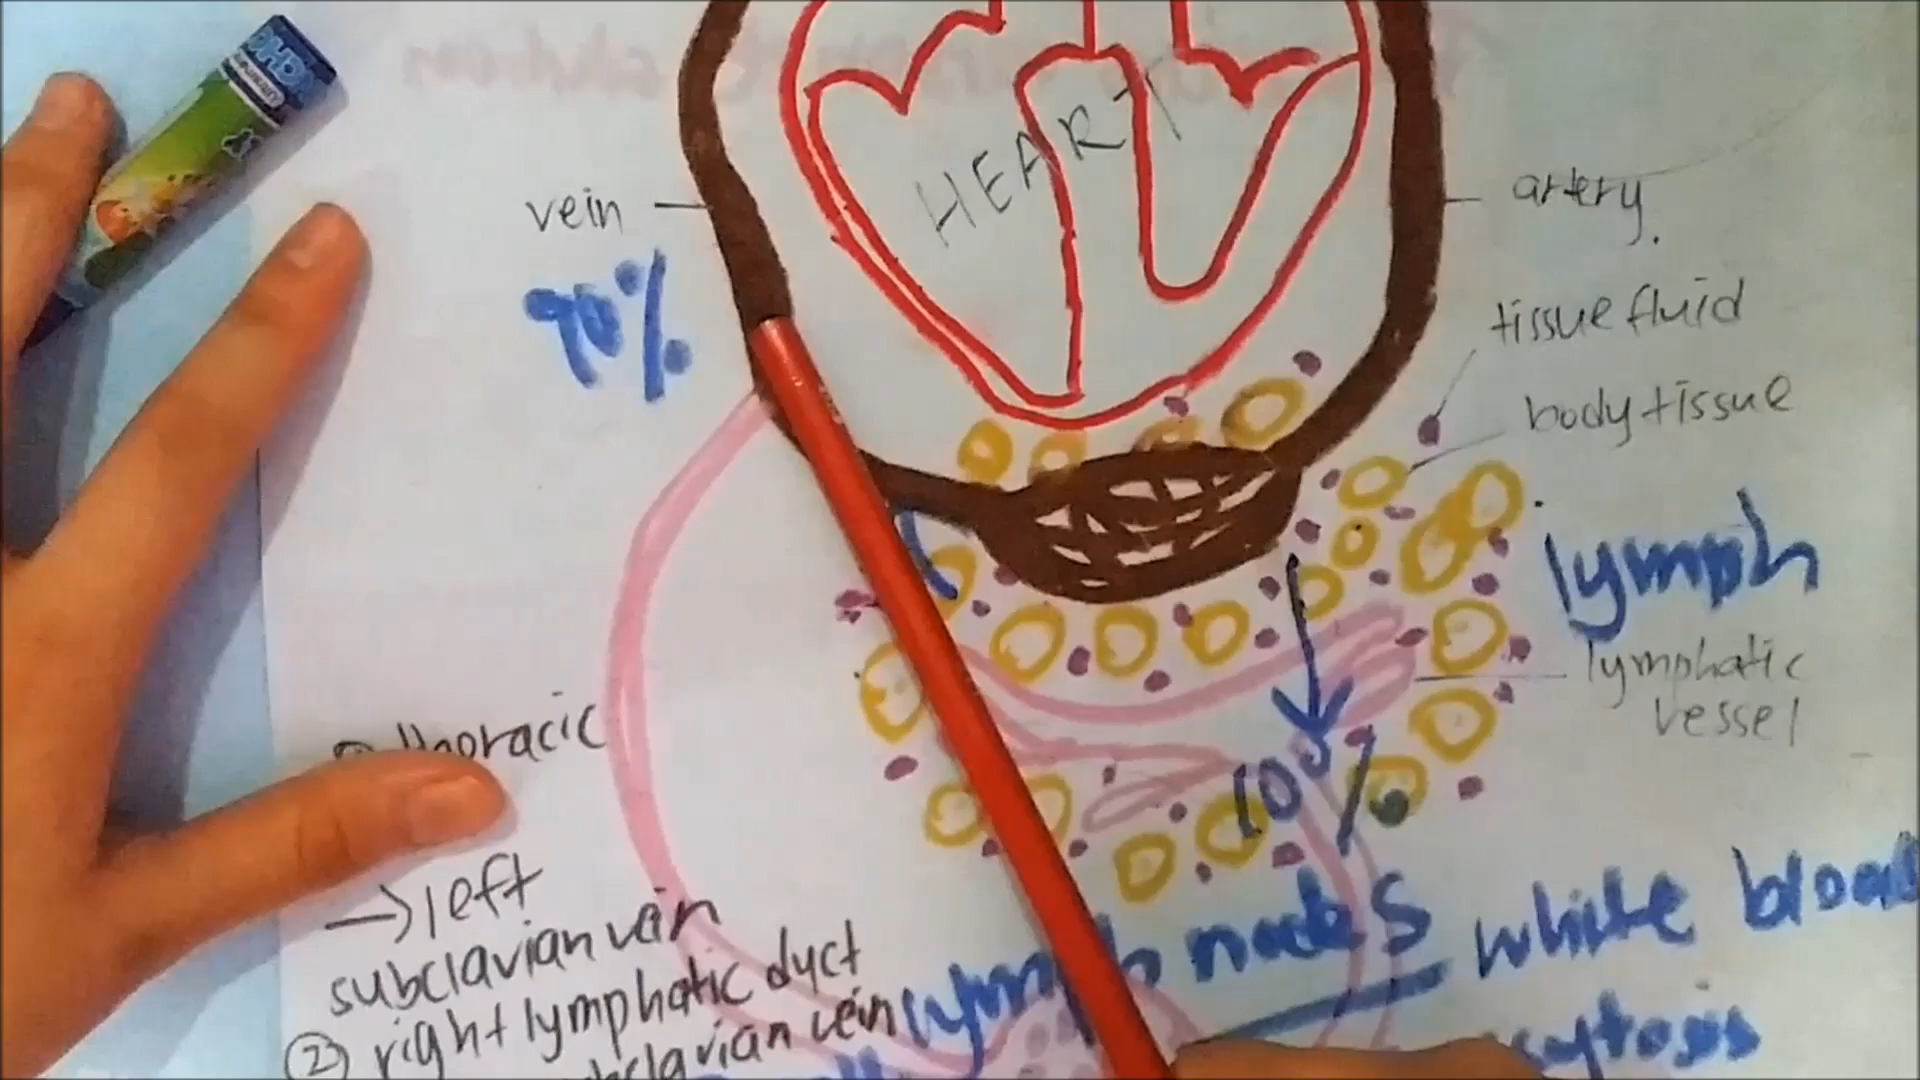 HEART
vein
90%
artery.
tissue fluid
body tissue
lymph
lymphatic
vessel
10%
thoracic
→ left
subclavian vein
② right lymphatic duct
subclavian vein
lymph nodes
white blood
cytosis